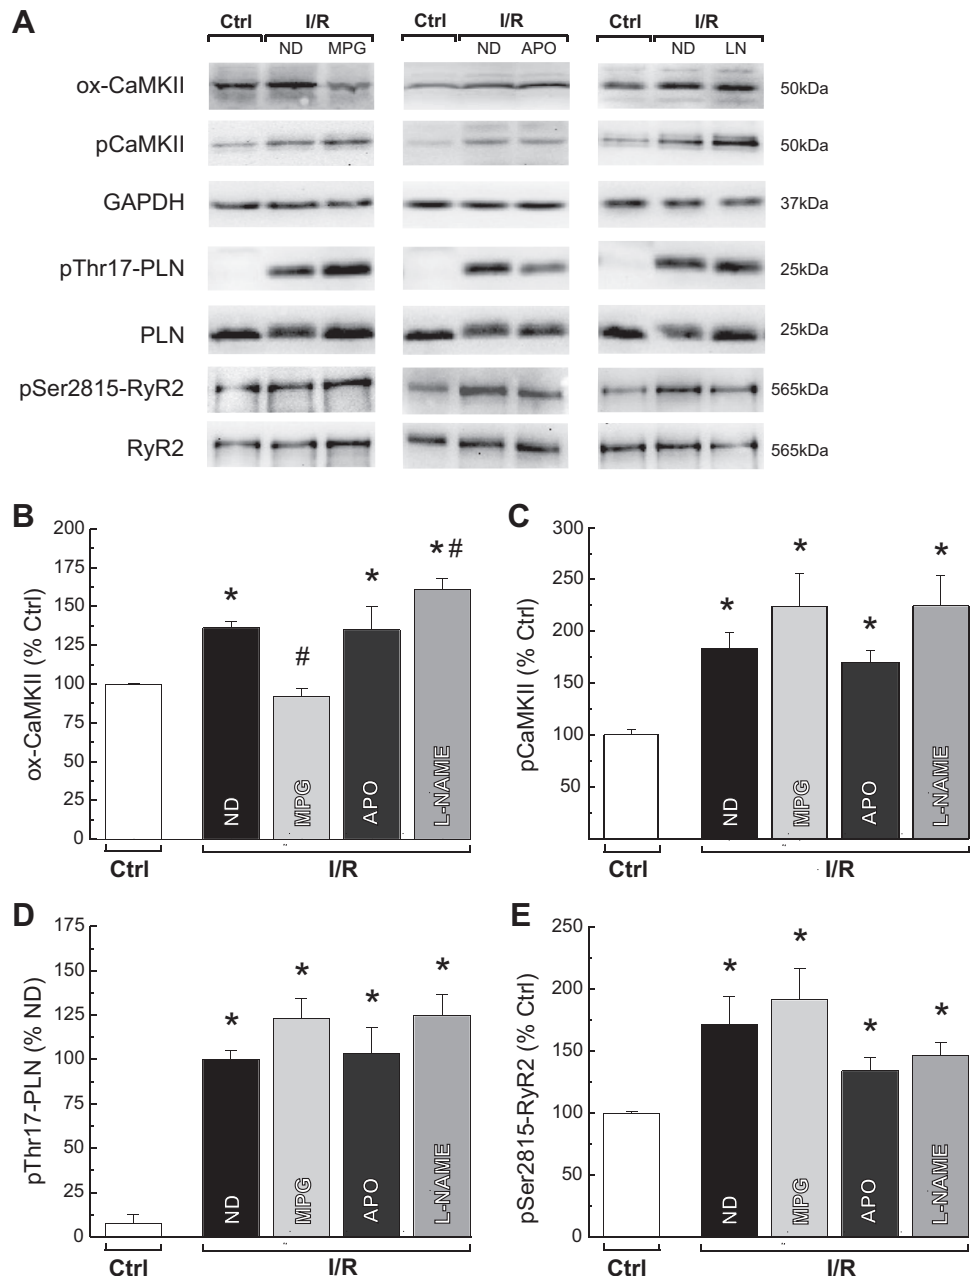 A
Ctrl I/R Ctrl I/R Ctrl I/R
ND MPG ND APO ND LN
ox-CaMKII 50kDa
pCaMKII 50kDa
GAPDH 37kDa
pThr17-PLN 25kDa
PLN 25kDa
pSer2815-RyR2 565kDa
RyR2 565kDa
B
ox-CaMKII (% Ctrl)
200
175
150
125
100
75
50
25
0
*
#
*
* #
ND
MPG
APO
L-NAME
Ctrl I/R
C
pCaMKII (% Ctrl)
300
250
200
150
100
50
*
*
*
*
ND
MPG
APO
L-NAME
Ctrl I/R
D
pThr17-PLN (% ND)
175
150
125
100
75
50
25
0
*
*
*
*
ND
MPG
APO
L-NAME
Ctrl I/R
E
pSer2815-RyR2 (% Ctrl)
250
200
150
100
50
0
*
*
*
*
ND
MPG
APO
L-NAME
Ctrl I/R